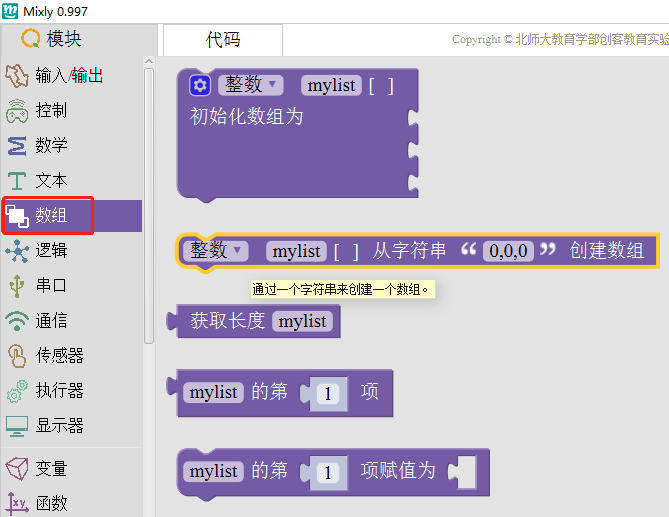 Mixly 0.997
模块
代码
Copyright © 北师大教育学部创客教育实验
输入/输出
控制
数学
文本
数组
逻辑
串口
通信
传感器
执行器
显示器
变量
函数
整数 mylist [ ]
初始化数组为
整数 mylist [ ] 从字符串 “ 0,0,0 ” 创建数组
通过一个字符串来创建一个数组。
获取长度 mylist
mylist 的第 1 项
mylist 的第 1 项赋值为